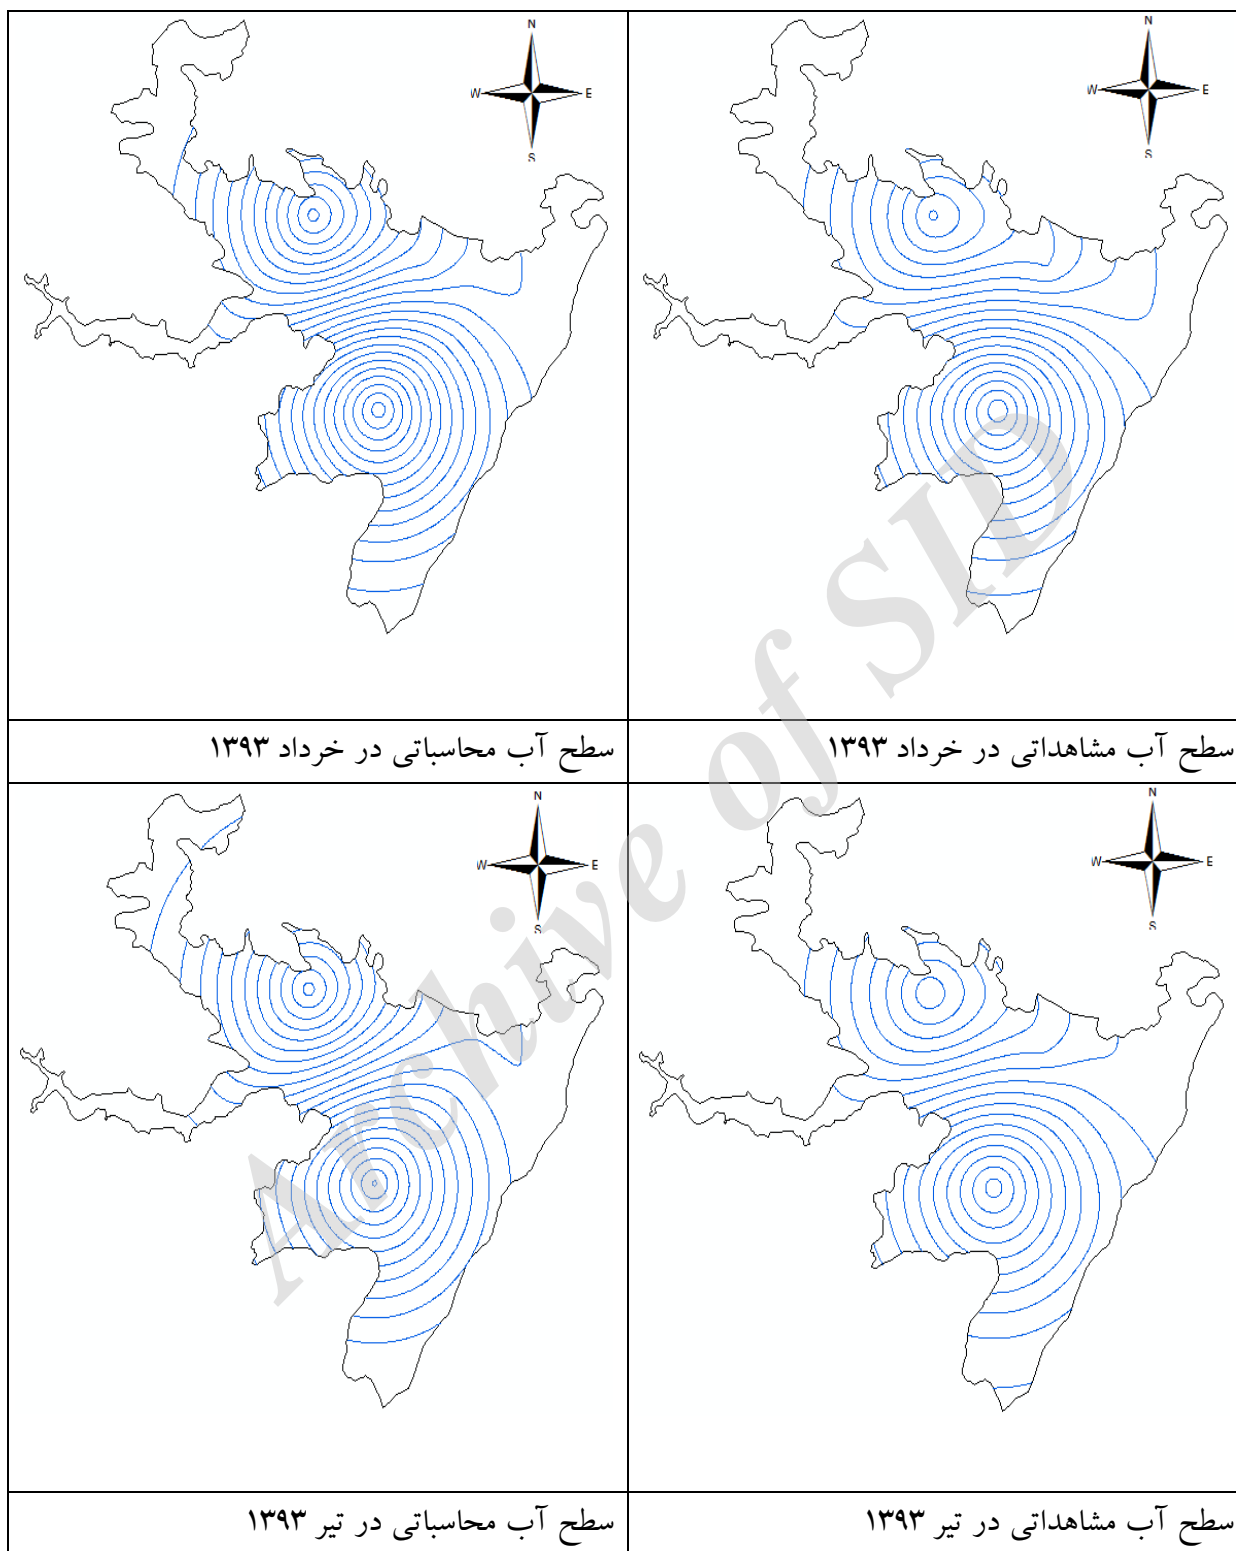 N
W E
S
N
W E
S
سطح آب مشاهداتی در خرداد ۱۳۹۳
سطح آب محاسباتی در خرداد ۱۳۹۳
N
W E
S
N
W E
S
سطح آب مشاهداتی در تیر ۱۳۹۳
سطح آب محاسباتی در تیر ۱۳۹۳
Archive of SID